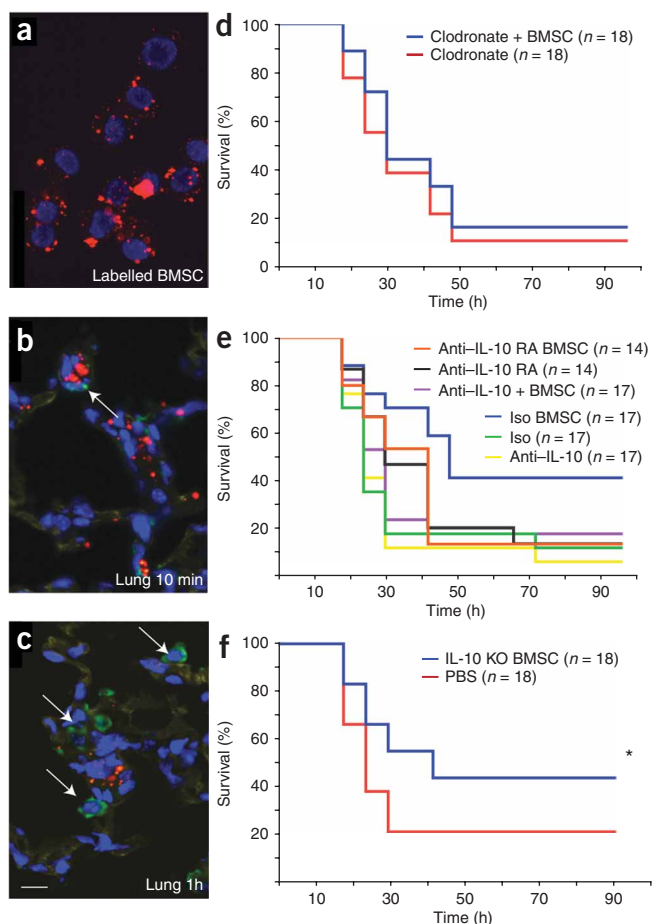 a
Labelled BMSC
b
Lung 10 min
c
Lung 1h
d
Clodronate + BMSC (n = 18)
Clodronate (n = 18)
Survival (%)
100
80
60
40
20
0
10 30 50 70 90
Time (h)
e
Anti–IL-10 RA BMSC (n = 14)
Anti–IL-10 RA (n = 14)
Anti–IL-10 + BMSC (n = 17)
Iso BMSC (n = 17)
Iso (n = 17)
Anti–IL-10 (n = 17)
Survival (%)
100
80
60
40
20
10 30 50 70 90
Time (h)
f
IL-10 KO BMSC (n = 18)
PBS (n = 18)
*
Survival (%)
100
80
60
40
20
10 30 50 70 90
Time (h)